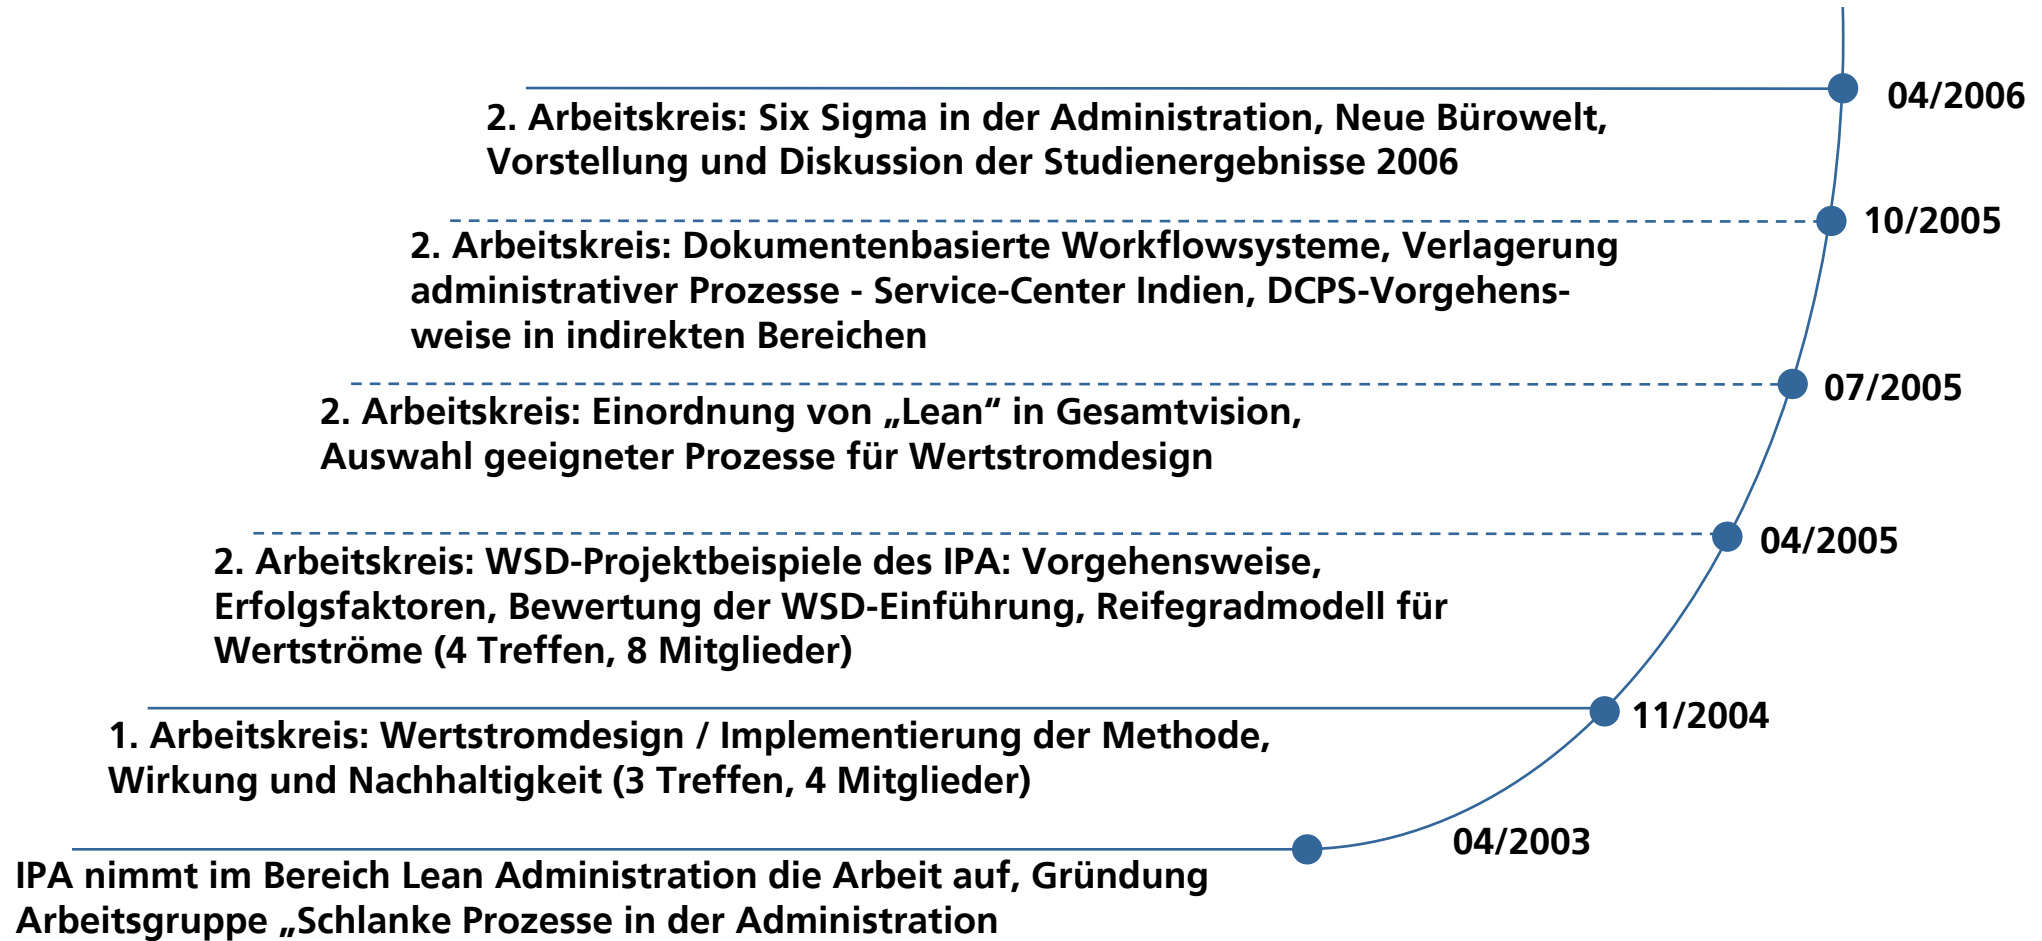 04/2006
2. Arbeitskreis: Six Sigma in der Administration, Neue Bürowelt,
Vorstellung und Diskussion der Studienergebnisse 2006
10/2005
2. Arbeitskreis: Dokumentenbasierte Workflowsysteme, Verlagerung
administrativer Prozesse - Service-Center Indien, DCPS-Vorgehens-
weise in indirekten Bereichen
07/2005
2. Arbeitskreis: Einordnung von „Lean“ in Gesamtvision,
Auswahl geeigneter Prozesse für Wertstromdesign
04/2005
2. Arbeitskreis: WSD-Projektbeispiele des IPA: Vorgehensweise,
Erfolgsfaktoren, Bewertung der WSD-Einführung, Reifegradmodell für
Wertströme (4 Treffen, 8 Mitglieder)
11/2004
1. Arbeitskreis: Wertstromdesign / Implementierung der Methode,
Wirkung und Nachhaltigkeit (3 Treffen, 4 Mitglieder)
04/2003
IPA nimmt im Bereich Lean Administration die Arbeit auf, Gründung
Arbeitsgruppe „Schlanke Prozesse in der Administration